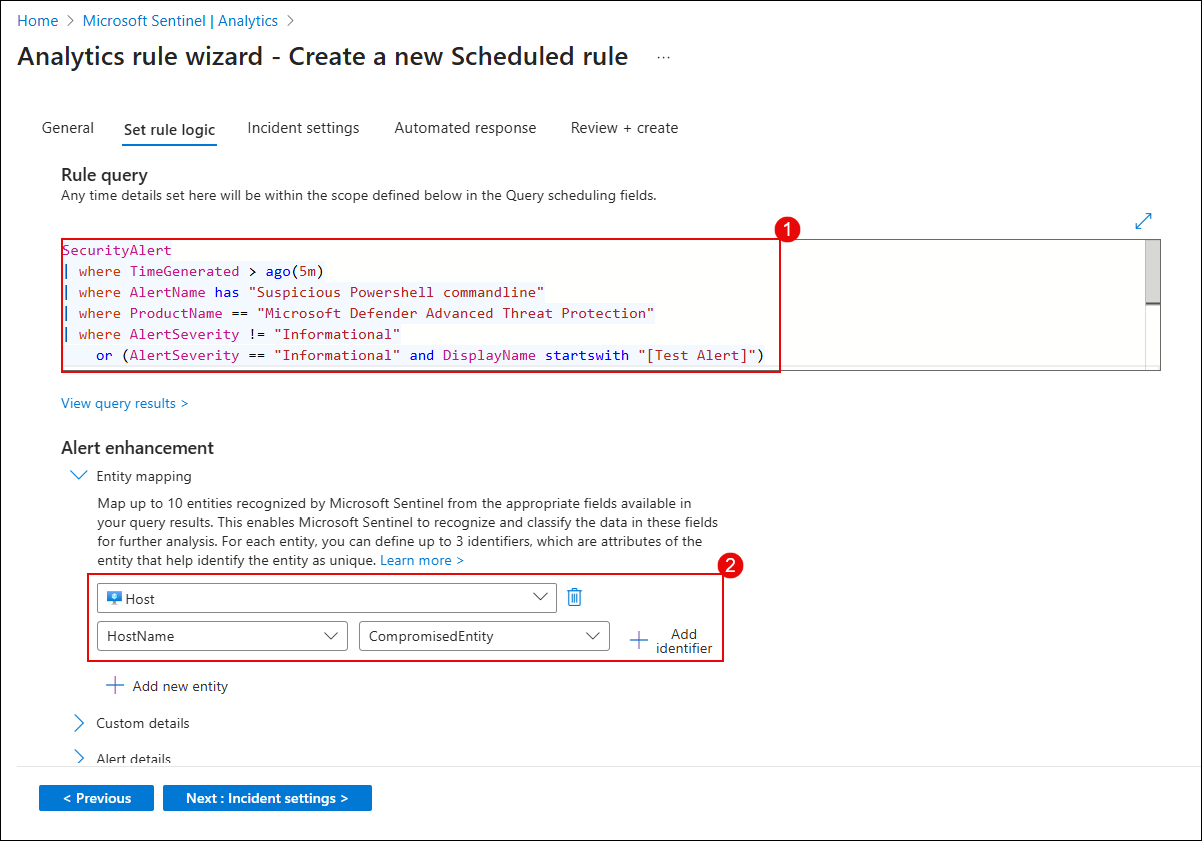 Home > Microsoft Sentinel | Analytics >
Analytics rule wizard - Create a new Scheduled rule ...
General Set rule logic Incident settings Automated response Review + create
Rule query
Any time details set here will be within the scope defined below in the Query scheduling fields.
1
SecurityAlert
| where TimeGenerated > ago(5m)
| where AlertName has "Suspicious Powershell commandline"
| where ProductName == "Microsoft Defender Advanced Threat Protection"
| where AlertSeverity != "Informational"
or (AlertSeverity == "Informational" and DisplayName startswith "[Test Alert]")
View query results >
Alert enhancement
Entity mapping
Map up to 10 entities recognized by Microsoft Sentinel from the appropriate fields available in
your query results. This enables Microsoft Sentinel to recognize and classify the data in these fields
for further analysis. For each entity, you can define up to 3 identifiers, which are attributes of the
entity that help identify the entity as unique. Learn more >
2
Host
HostName CompromisedEntity Add
identifier
Add new entity
Custom details
Alert details
< Previous Next : Incident settings >